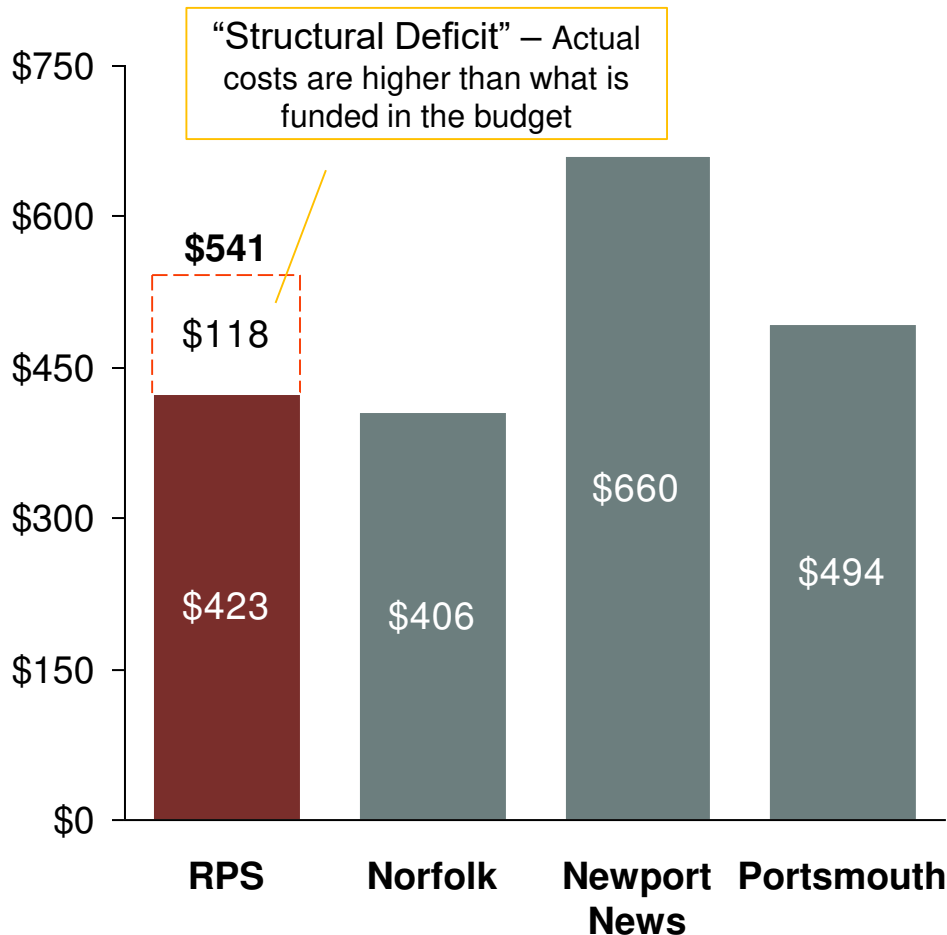 “Structural Deficit” – Actual
costs are higher than what is
funded in the budget
$750
$600
$450
$300
$150
$0
$541
$118
$423
$406
$660
$494
RPS
Norfolk
Newport
News
Portsmouth